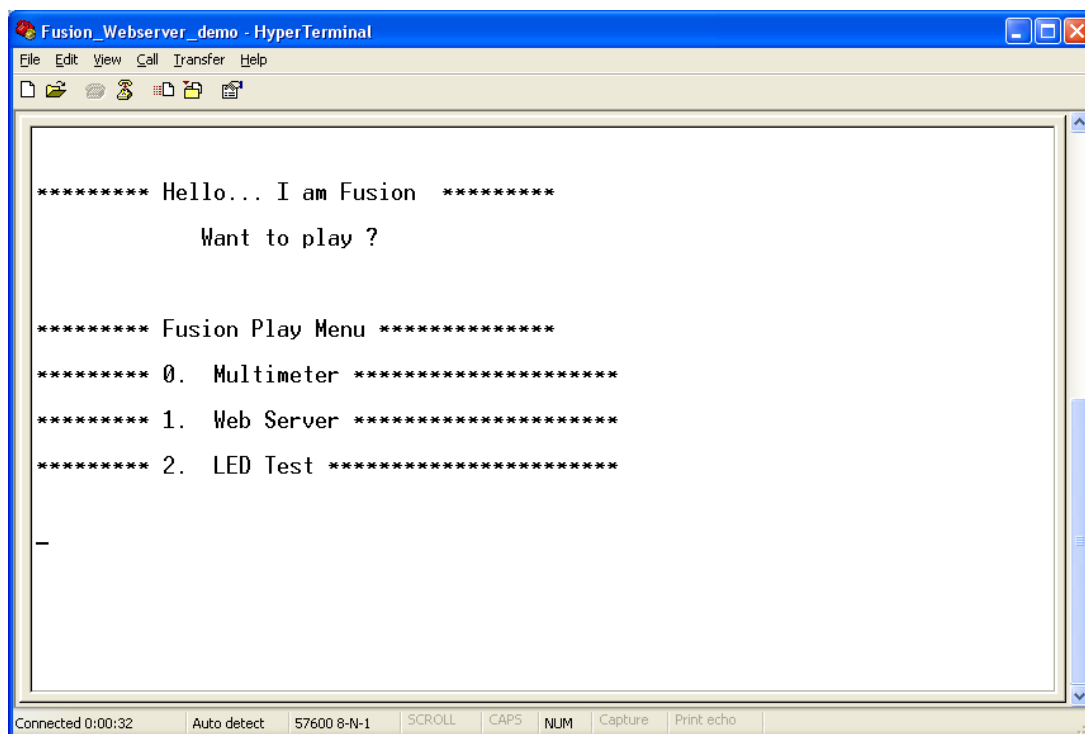 Fusion_Webserver_demo - HyperTerminal
File Edit View Call Transfer Help
********* Hello... I am Fusion *********
Want to play ?
********* Fusion Play Menu **************
********* 0. Multimeter *********************
********* 1. Web Server *********************
********* 2. LED Test ***********************
_
Connected 0:00:32 Auto detect 57600 8-N-1 SCROLL CAPS NUM Capture Print echo